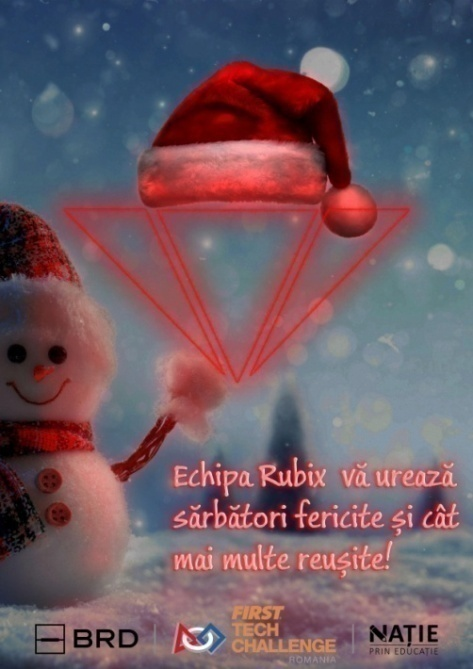 Echipa Rubix vă urează
sărbători fericite și cât
mai multe reușite!
BRD
FIRST
TECH
CHALLENGE
ROMANIA
NAȚIE
PRIN EDUCAȚIE